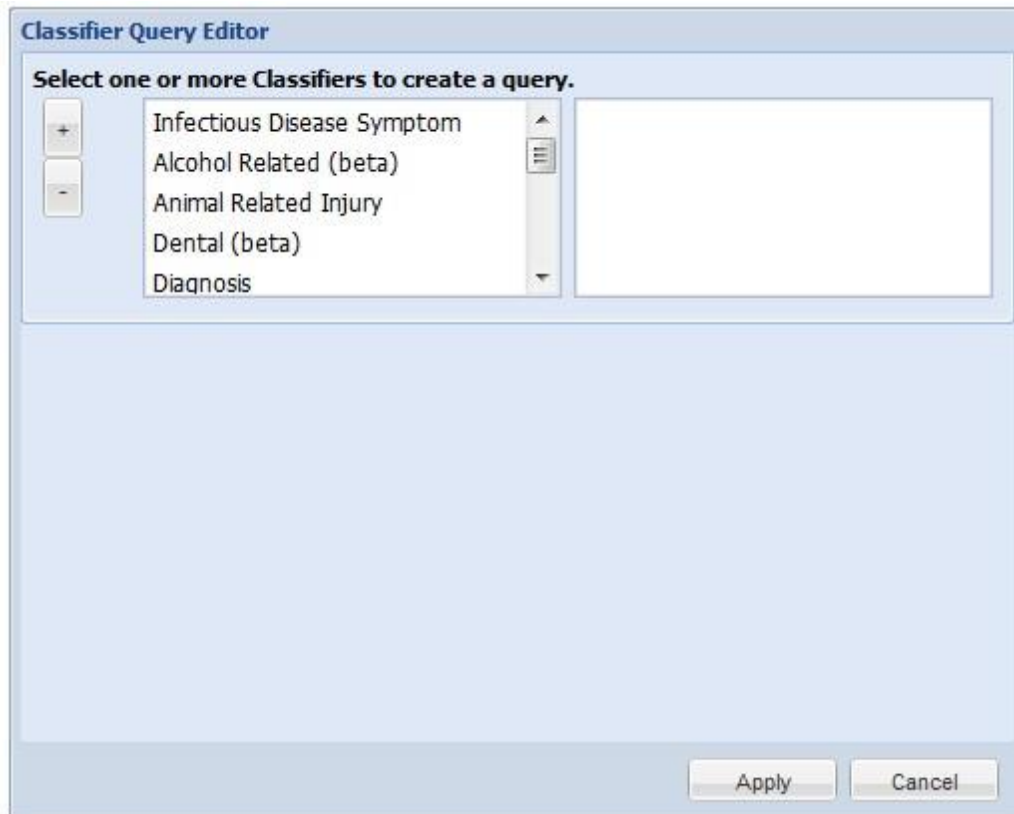 Classifier Query Editor
Select one or more Classifiers to create a query.
+
Infectious Disease Symptom
Alcohol Related (beta)
-
Animal Related Injury
Dental (beta)
Diagnosis
Apply
Cancel